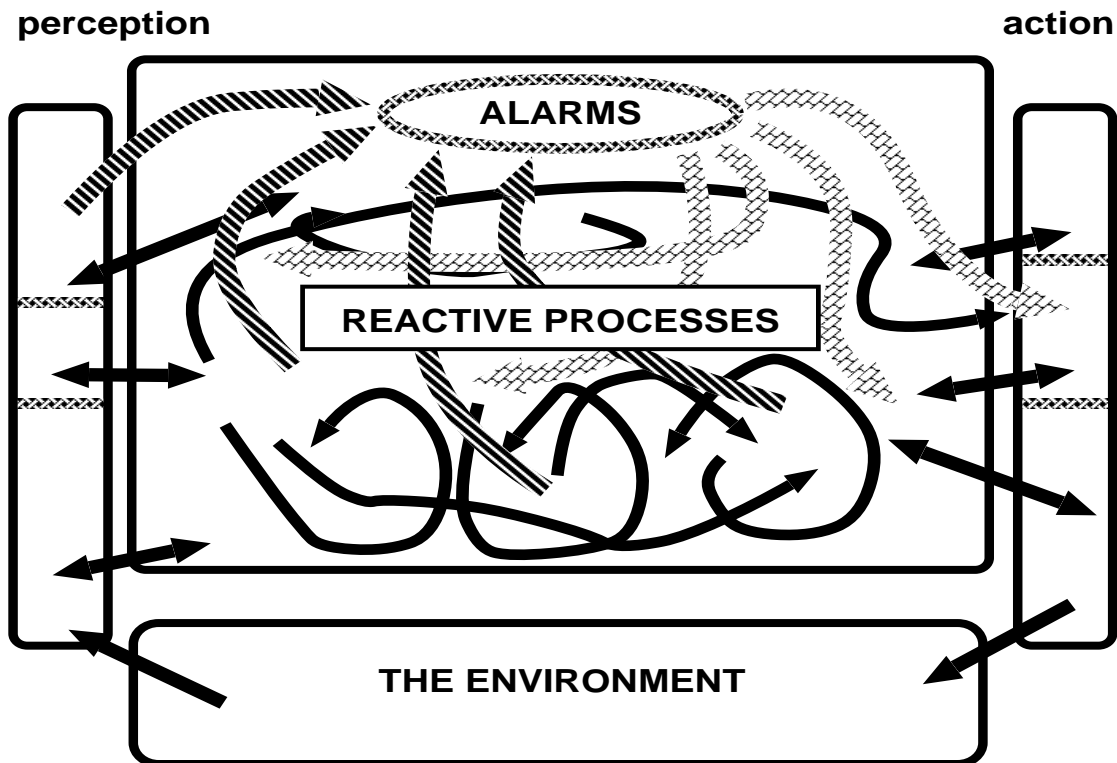 perception
action
ALARMS
REACTIVE PROCESSES
THE ENVIRONMENT